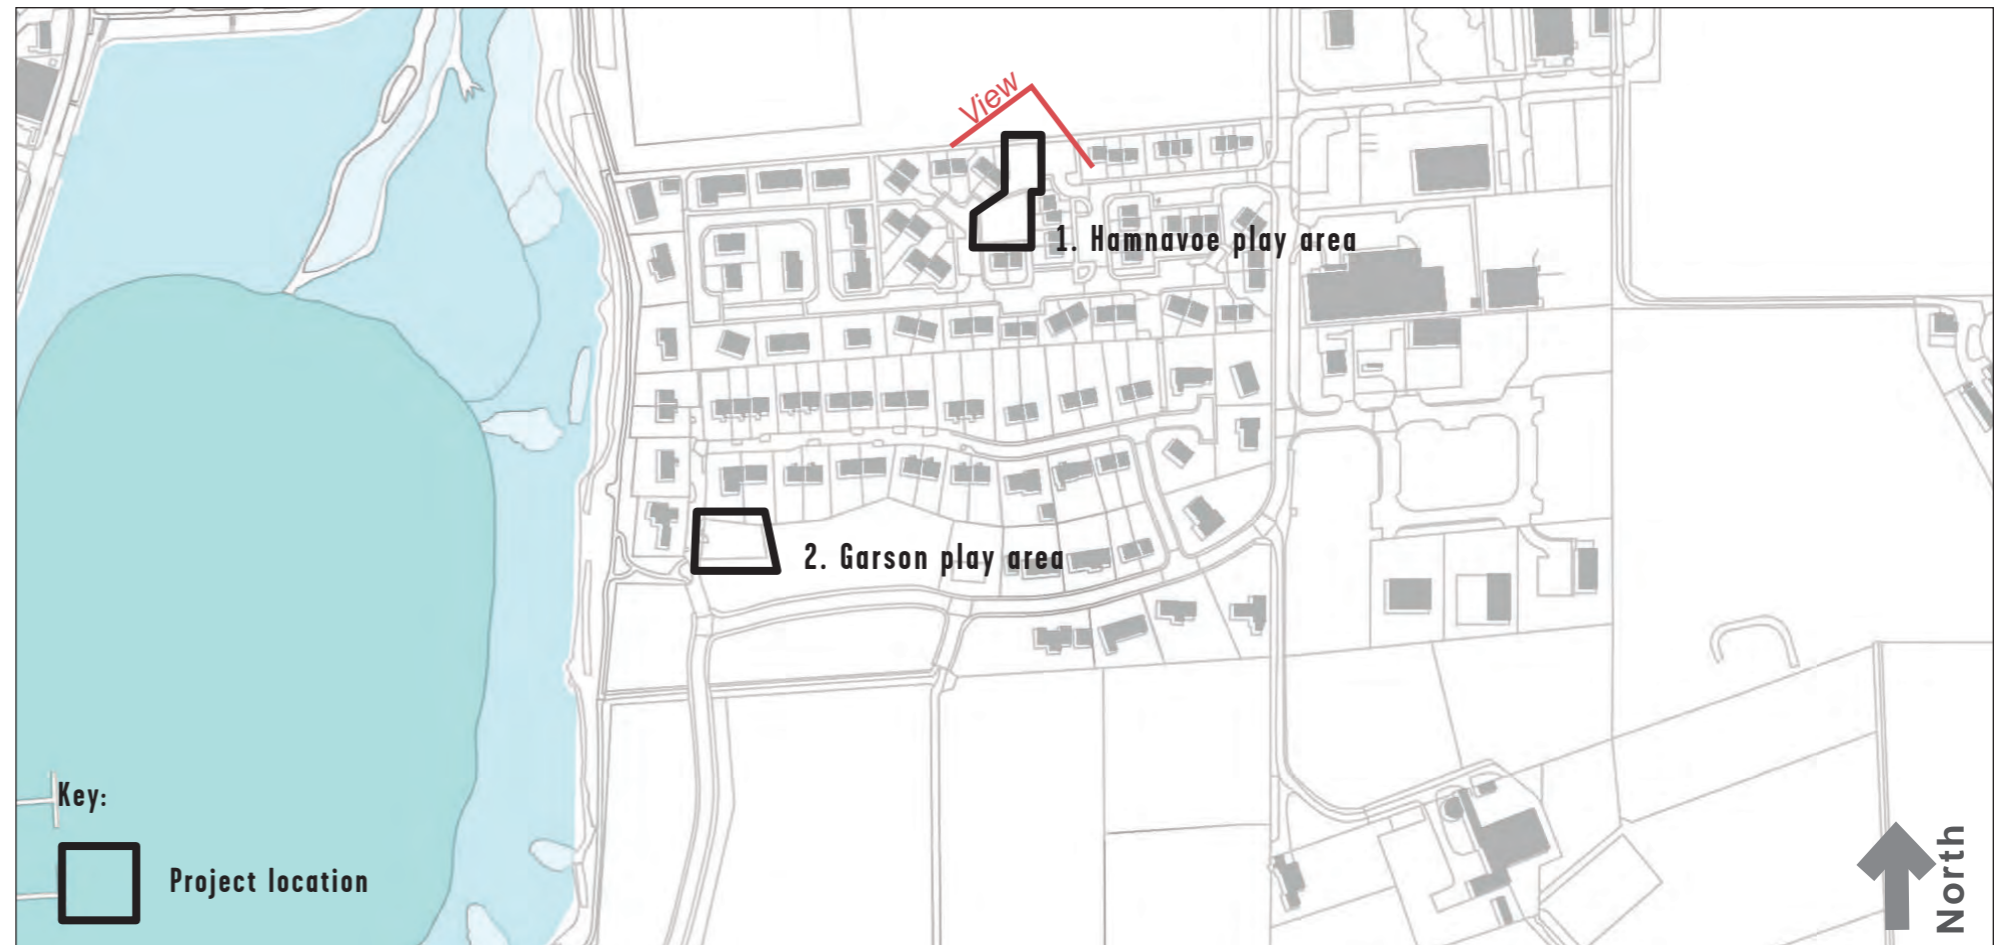 View
1. Hamnavoe play area
2. Garson play area
Key:
Project location
North